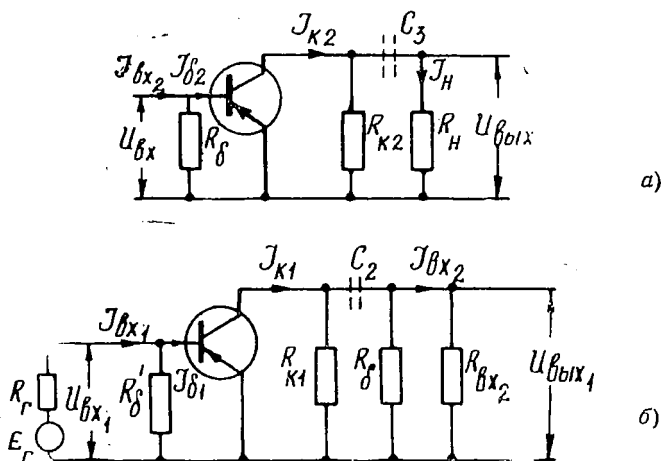 Jк2 C3
Jвх2 Jб2 Jн
Uвх Rб Rк2 Rн Uвых
а)
Jк1 C2 Jвх2
Jвх1
Rг Uвх1 Rб' Jб1 Rк1 Rб Rвх2 Uвых1
Eг
б)